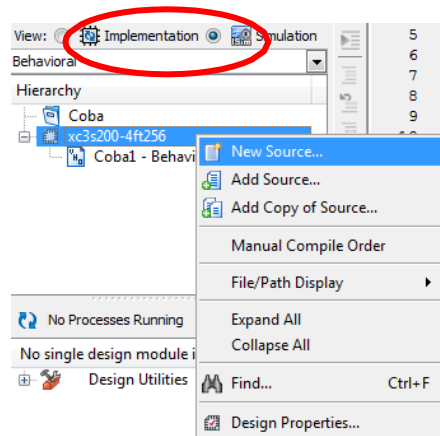 View: Implementation Simulation
Behavioral
Hierarchy
Coba
xc3s200-4ft256
Coba1 - Behavi
No Processes Running
No single design module i
Design Utilities
5
6
7
8
9
New Source...
Add Source...
Add Copy of Source...
Manual Compile Order
File/Path Display
Expand All
Collapse All
Find... Ctrl+F
Design Properties...